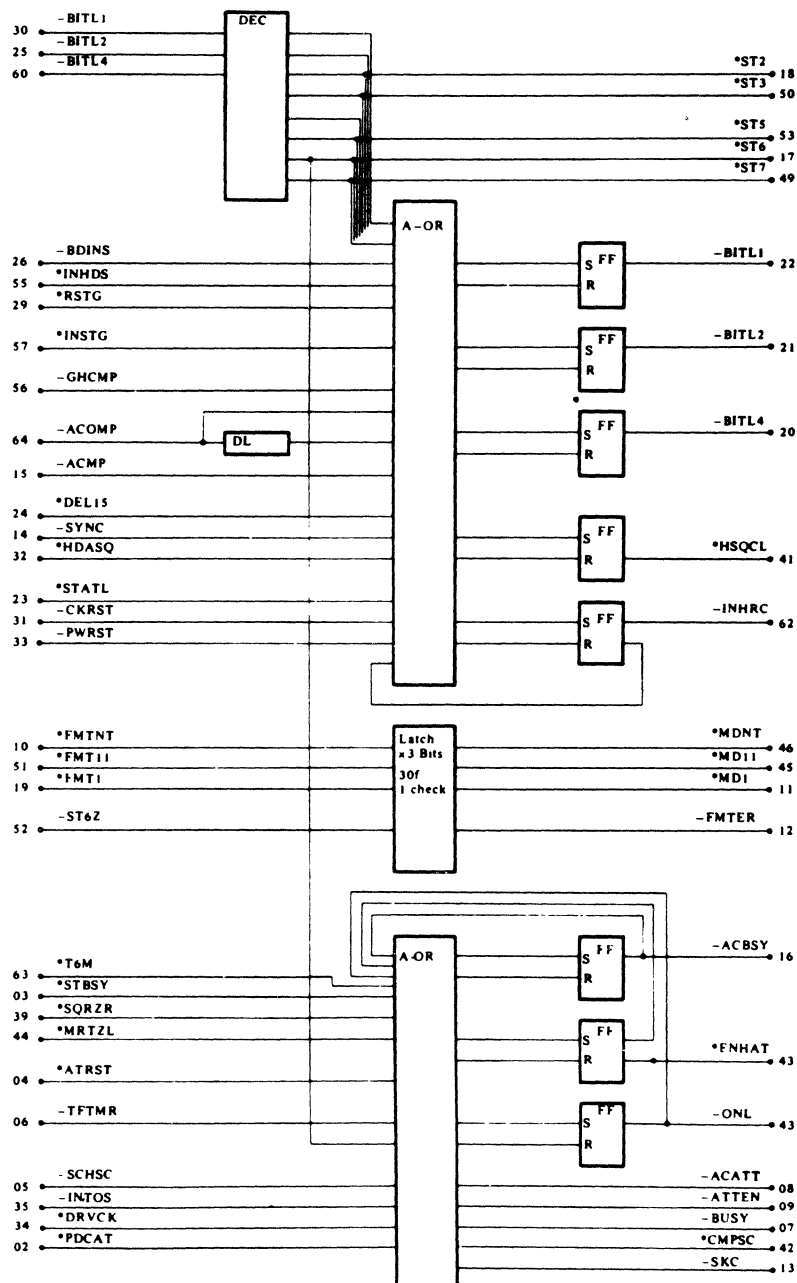 -BITL1
DEC
30
-BITL2
25
-BITL4
60
*ST2
18
*ST3
50
*ST5
53
*ST6
17
*ST7
49
A-OR
-BDINS
26
*INHDS
55
*RSTG
29
S FF
R
-BITL1
22
*INSTG
57
S FF
R
-BITL2
21
-GHCMP
56
-ACOMP
64
DL
S FF
R
-BITL4
20
-ACMP
15
*DEL15
24
-SYNC
14
*HDASQ
32
S FF
R
*HSQCL
41
*STATL
23
-CKRST
31
-PWRST
33
S FF
R
-INHRC
62
Latch
x 3 Bits
30f
1 check
*FMTNT
10
*FMT11
51
*FMT1
19
-ST6Z
52
*MDNT
46
*MD11
45
*MD1
11
-FMTER
12
A-OR
*T6M
63
*STBSY
03
*SQRZR
39
*MRTZL
44
S FF
R
-ACBSY
16
S FF
R
*ENHAT
43
*ATRST
04
-TFTMR
06
S FF
R
-ONL
43
-SCHSC
05
-INTOS
35
*DRVCK
34
*PDCAT
02
-ACATT
08
-ATTEN
09
-BUSY
07
*CMPSC
42
-SKC
13